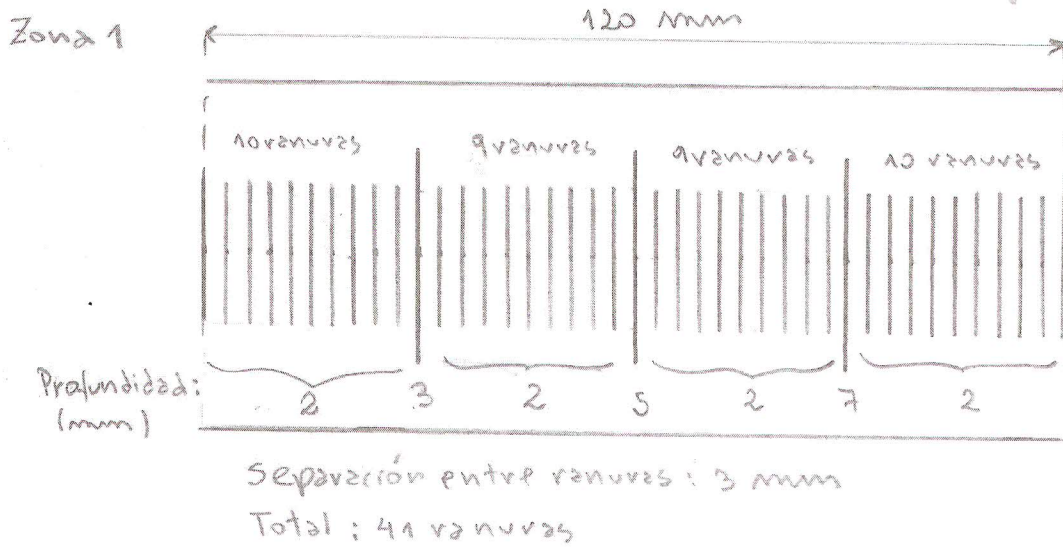 Zona 1
120 mm
10 ranuras 9 ranuras 9 ranuras 10 ranuras
Profundidad: 2 3 2 5 2 7 2
(mm)
Separación entre ranuras: 3 mm
Total: 41 ranuras